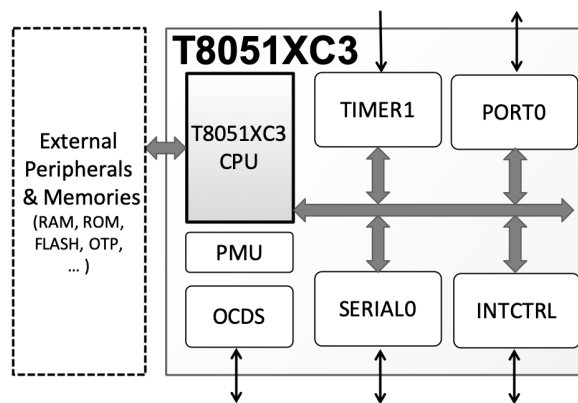 T8051XC3
External
Peripherals
& Memories
(RAM, ROM,
FLASH, OTP,
... )
T8051XC3
CPU
TIMER1
PORT0
PMU
OCDS
SERIAL0
INTCTRL